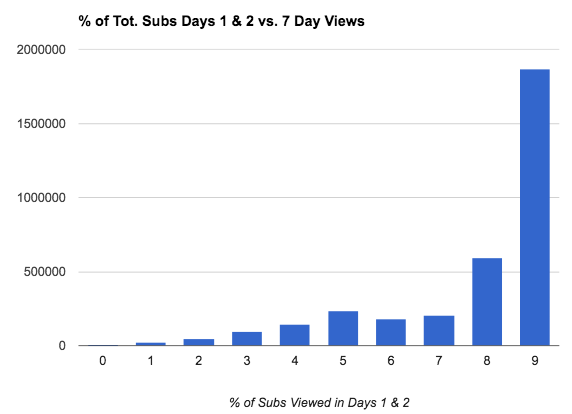 % of Tot. Subs Days 1 & 2 vs. 7 Day Views
2000000
1500000
1000000
500000
0
0 1 2 3 4 5 6 7 8 9
% of Subs Viewed in Days 1 & 2